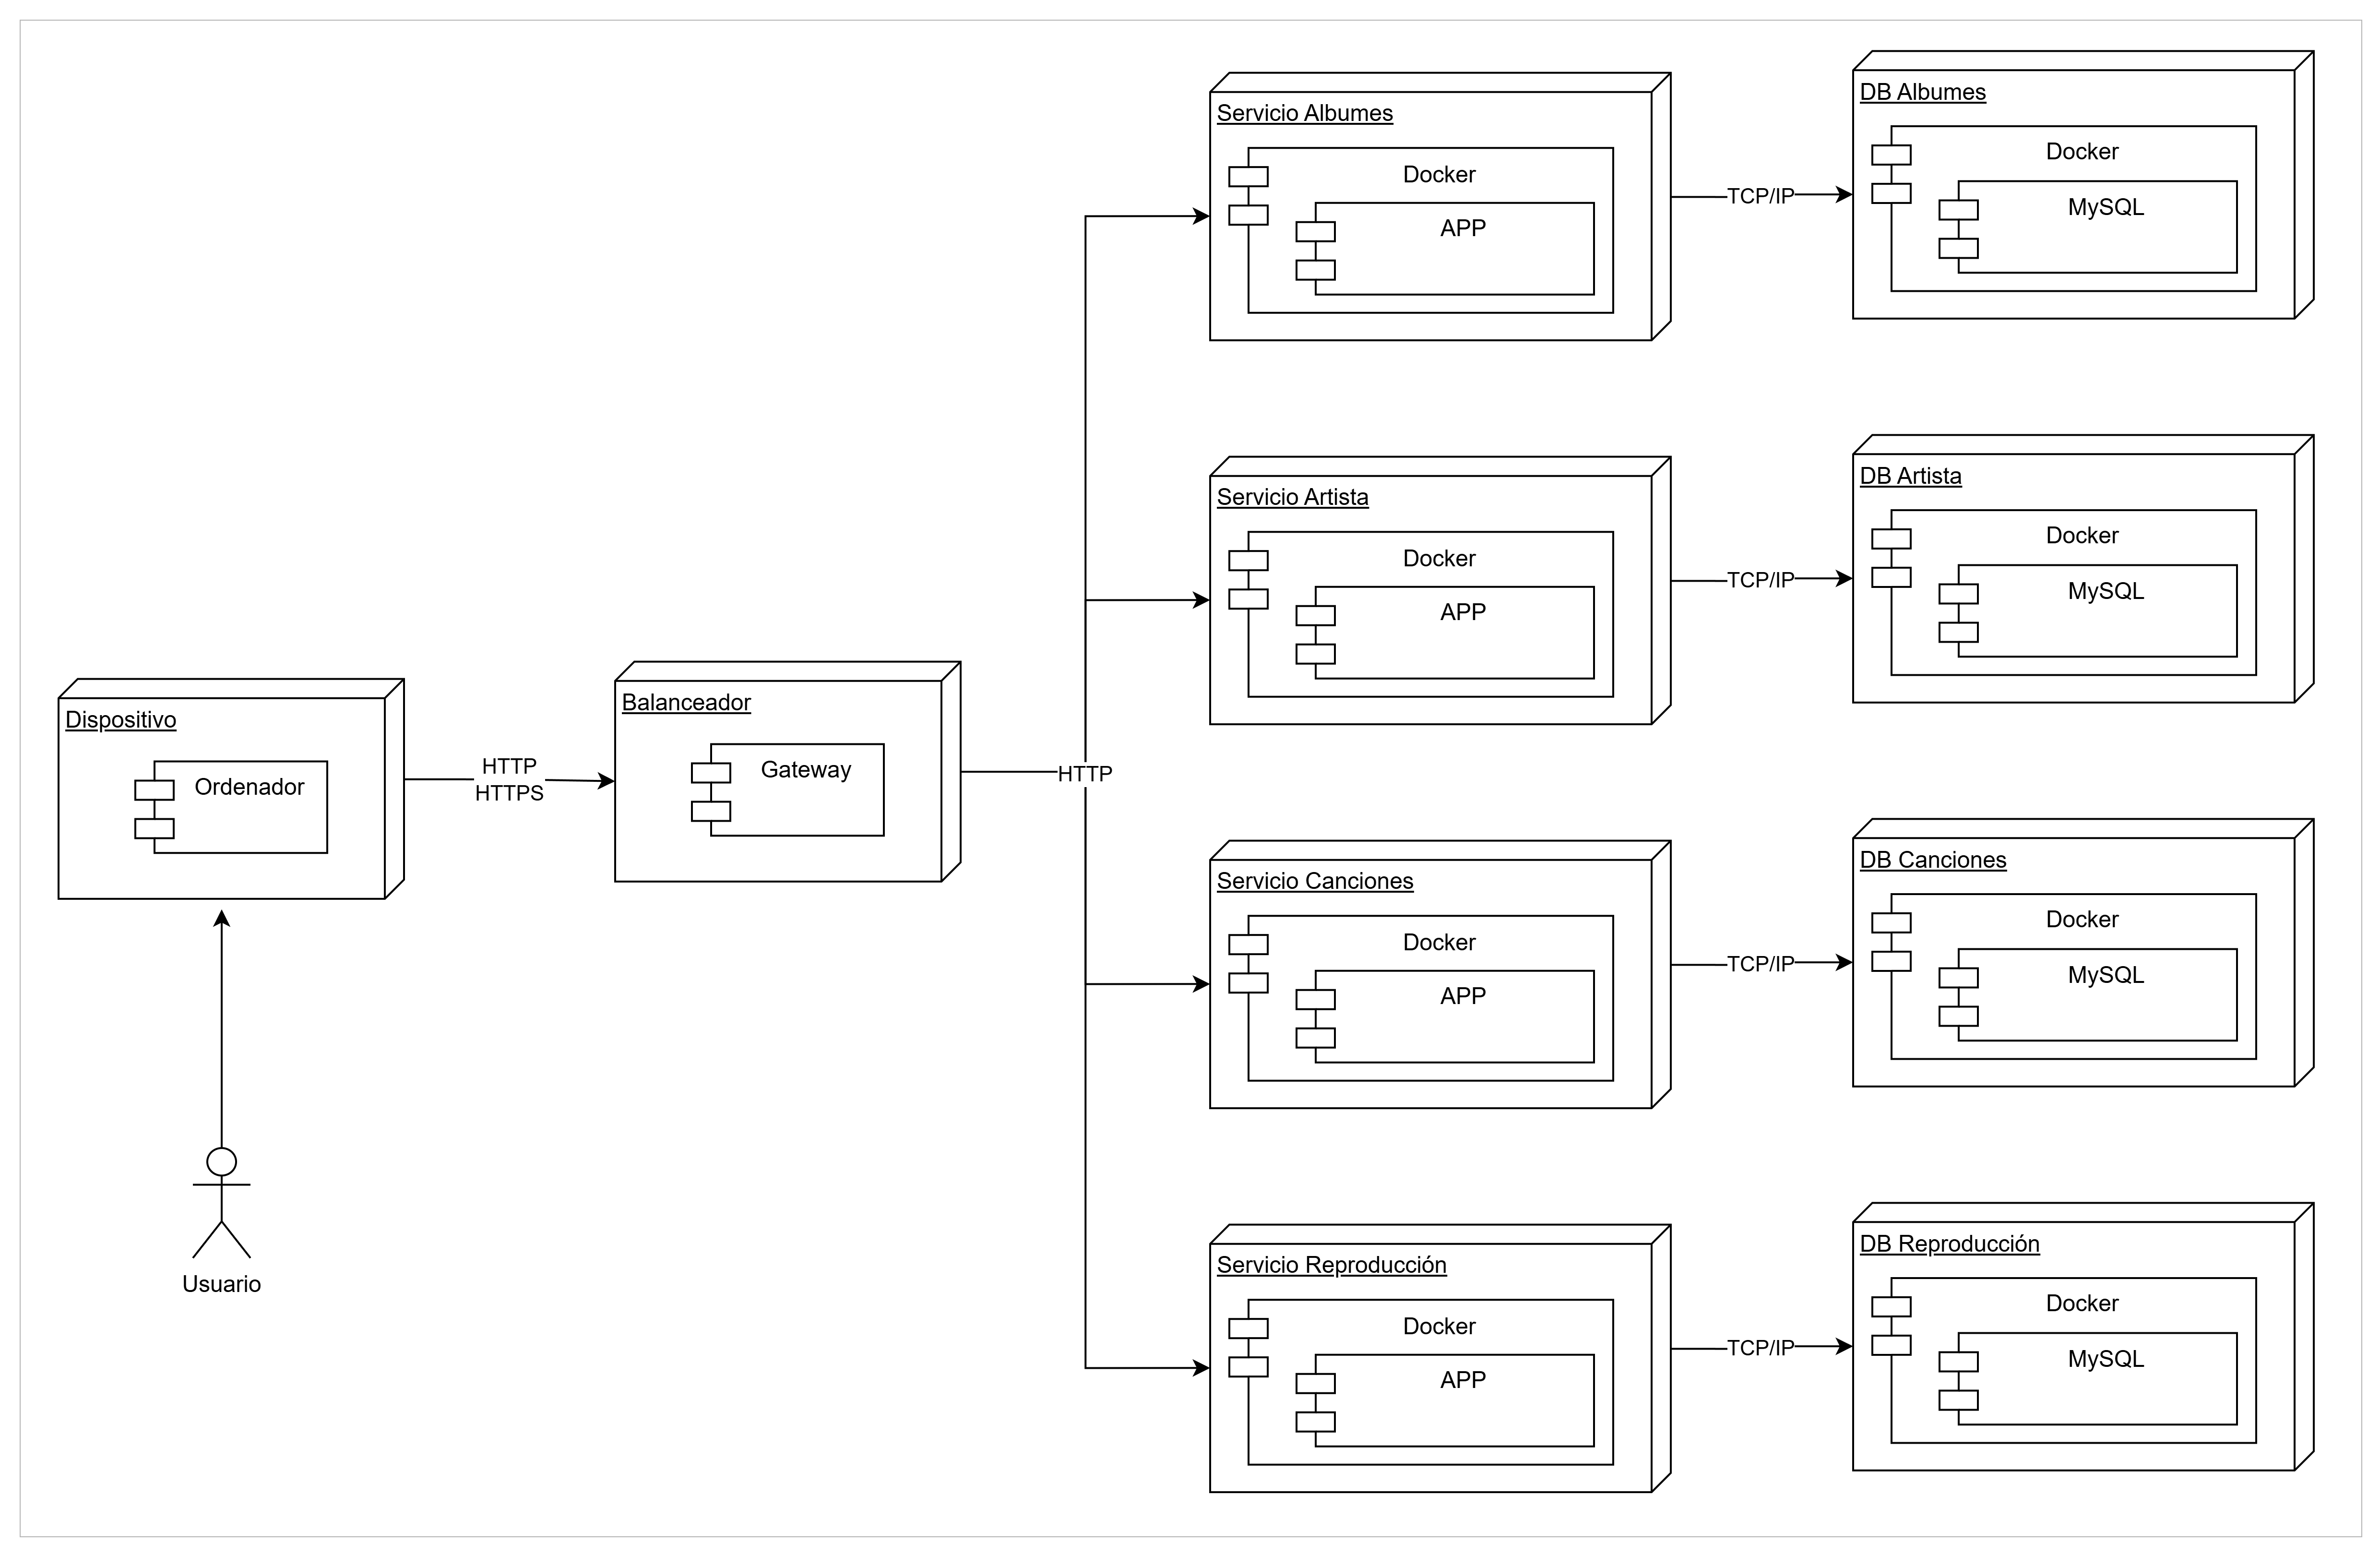 Servicio Albumes
Docker
APP
TCP/IP
DB Albumes
Docker
MySQL
Servicio Artista
Docker
APP
TCP/IP
DB Artista
Docker
MySQL
Dispositivo
Ordenador
HTTP
HTTPS
Balanceador
Gateway
HTTP
Servicio Canciones
Docker
APP
TCP/IP
DB Canciones
Docker
MySQL
Usuario
Servicio Reproducción
Docker
APP
TCP/IP
DB Reproducción
Docker
MySQL